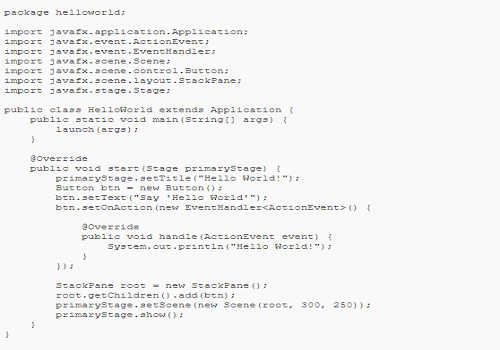 package helloworld;

import javafx.application.Application;
import javafx.event.ActionEvent;
import javafx.event.EventHandler;
import javafx.scene.Scene;
import javafx.scene.control.Button;
import javafx.scene.layout.StackPane;
import javafx.stage.Stage;

public class HelloWorld extends Application {
    public static void main(String[] args) {
        launch(args);
    }

    @Override
    public void start(Stage primaryStage) {
        primaryStage.setTitle("Hello World!");
        Button btn = new Button();
        btn.setText("Say 'Hello World'");
        btn.setOnAction(new EventHandler<ActionEvent>() {

            @Override
            public void handle(ActionEvent event) {
                System.out.println("Hello World!");
            }
        });

        StackPane root = new StackPane();
        root.getChildren().add(btn);
        primaryStage.setScene(new Scene(root, 300, 250));
        primaryStage.show();
    }
}